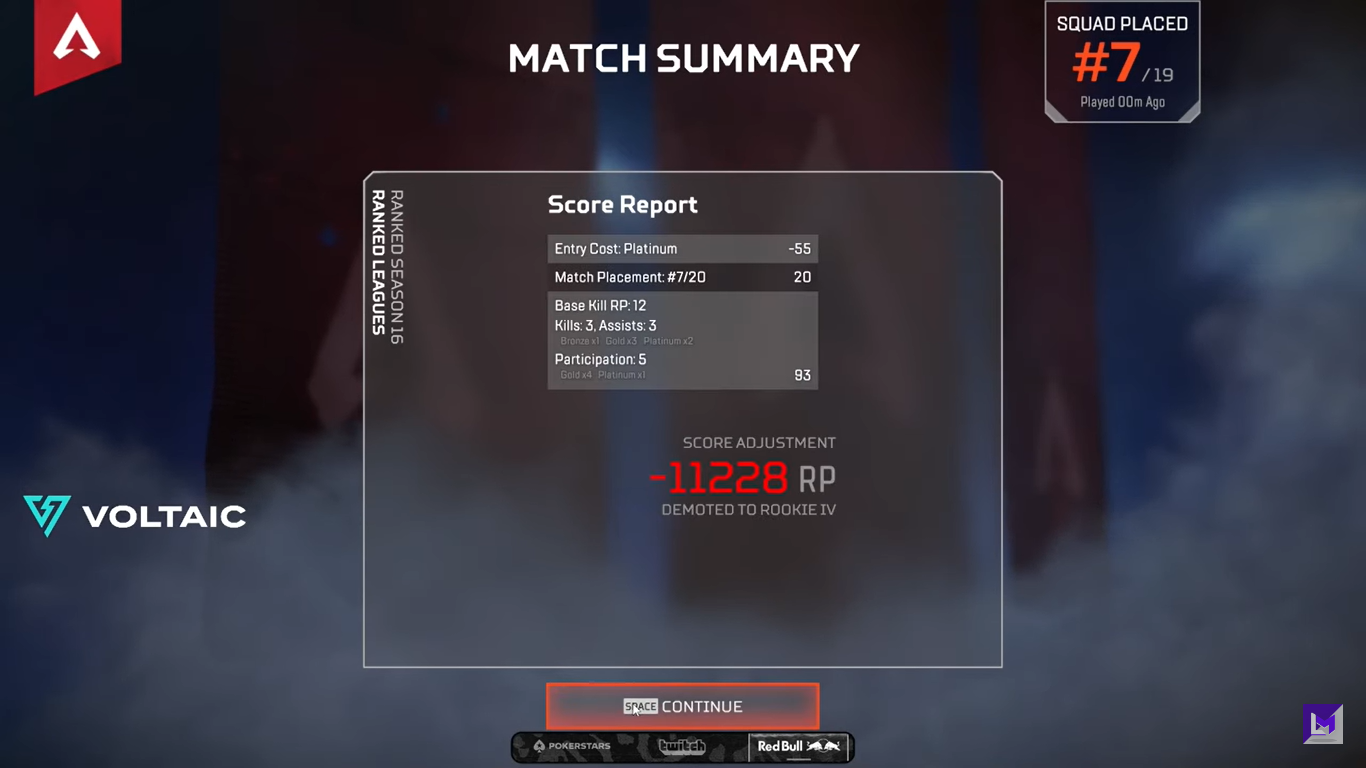 MATCH SUMMARY
SQUAD PLACED
#7 / 19
Played 00m Ago
RANKED SEASON 16
RANKED LEAGUES
Score Report
Entry Cost: Platinum -55
Match Placement: #7/20 20
Base Kill RP: 12
Kills: 3, Assists: 3
Bronze x1 Gold x3 Platinum x2
Participation: 5
Gold x4 Platinum x1
93
SCORE ADJUSTMENT
-11228 RP
DEMOTED TO ROOKIE IV
VOLTAIC
SPACE CONTINUE
POKERSTARS twitch Red Bull